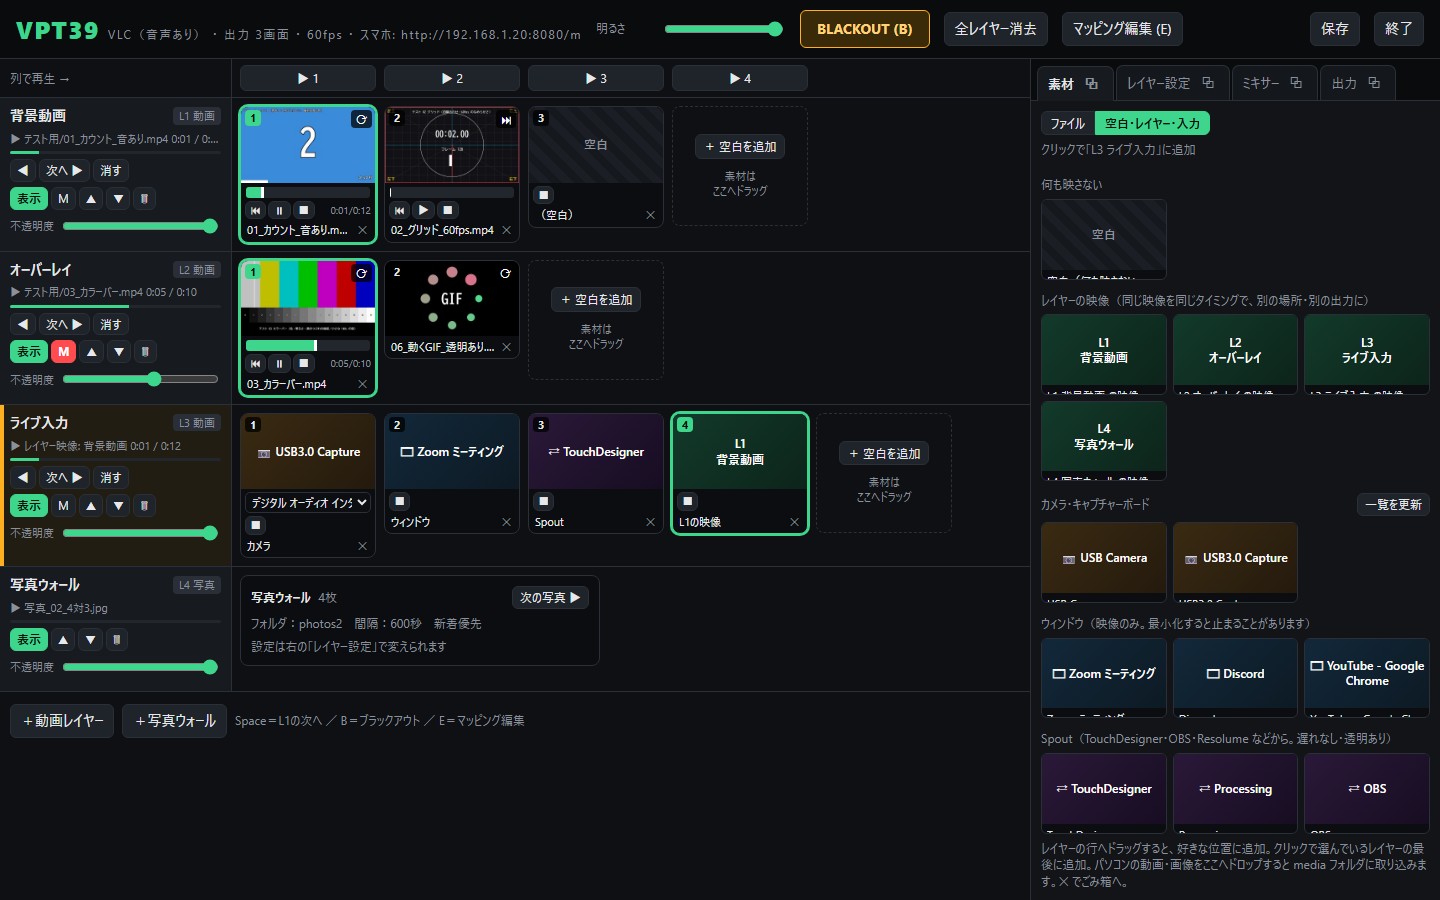 VPT39 VLC（音声あり）・出力 3画面・60fps・スマホ: http://192.168.1.20:8080/m 明るさ BLACKOUT (B) 全レイヤー消去 マッピング編集 (E) 保存 終了
列で再生 → ▶ 1 ▶ 2 ▶ 3 ▶ 4
背景動画 L1 動画
▶ テスト用/01_カウント_音あり.mp4 0:01 / 0:...
◀ 次へ ▶ 消す
表示 M ▲ ▼
不透明度
1 2
0:01/0:12
01_カウント_音あり.m... ×
2
00:02.00
02_グリッド_60fps.mp4 ×
3 空白
（空白） ×
＋ 空白を追加
素材は
ここへドラッグ
オーバーレイ L2 動画
▶ テスト用/03_カラーバー.mp4 0:05 / 0:10
◀ 次へ ▶ 消す
表示 M ▲ ▼
不透明度
1
0:05/0:10
03_カラーバー.mp4 ×
2 GIF
06_動くGIF_透明あり.... ×
＋ 空白を追加
素材は
ここへドラッグ
ライブ入力 L3 動画
▶ レイヤー映像: 背景動画 0:01 / 0:12
◀ 次へ ▶ 消す
表示 M ▲ ▼
不透明度
1 USB3.0 Capture
デジタル オーディオ イン
カメラ ×
2 Zoom ミーティング
ウィンドウ ×
3 ⇄ TouchDesigner
Spout ×
4 L1
背景動画
L1の映像 ×
＋ 空白を追加
素材は
ここへドラッグ
写真ウォール L4 写真
▶ 写真_02_4対3.jpg
表示 ▲ ▼
不透明度
写真ウォール 4枚 次の写真 ▶
フォルダ：photos2 間隔：600秒 新着優先
設定は右の「レイヤー設定」で変えられます
＋動画レイヤー ＋写真ウォール Space＝L1の次へ ／ B＝ブラックアウト ／ E＝マッピング編集
素材 レイヤー設定 ミキサー 出力
ファイル 空白・レイヤー・入力
クリックで「L3 ライブ入力」に追加
何も映さない
空白
レイヤーの映像（同じ映像を同じタイミングで、別の場所・別の出力に）
L1
背景動画
L2
オーバーレイ
L3
ライブ入力
L4
写真ウォール
カメラ・キャプチャーボード 一覧を更新
USB Camera
USB3.0 Capture
ウィンドウ（映像のみ。最小化すると止まることがあります）
Zoom ミーティング
Discord
YouTube - Google
Chrome
Spout（TouchDesigner・OBS・Resolume などから。遅れなし・透明あり）
⇄ TouchDesigner
⇄ Processing
⇄ OBS
レイヤーの行へドラッグすると、好きな位置に追加。クリックで選んでいるレイヤーの最
後に追加。パソコンの動画・画像をここへドロップすると media フォルダに取り込みま
す。× でごみ箱へ。